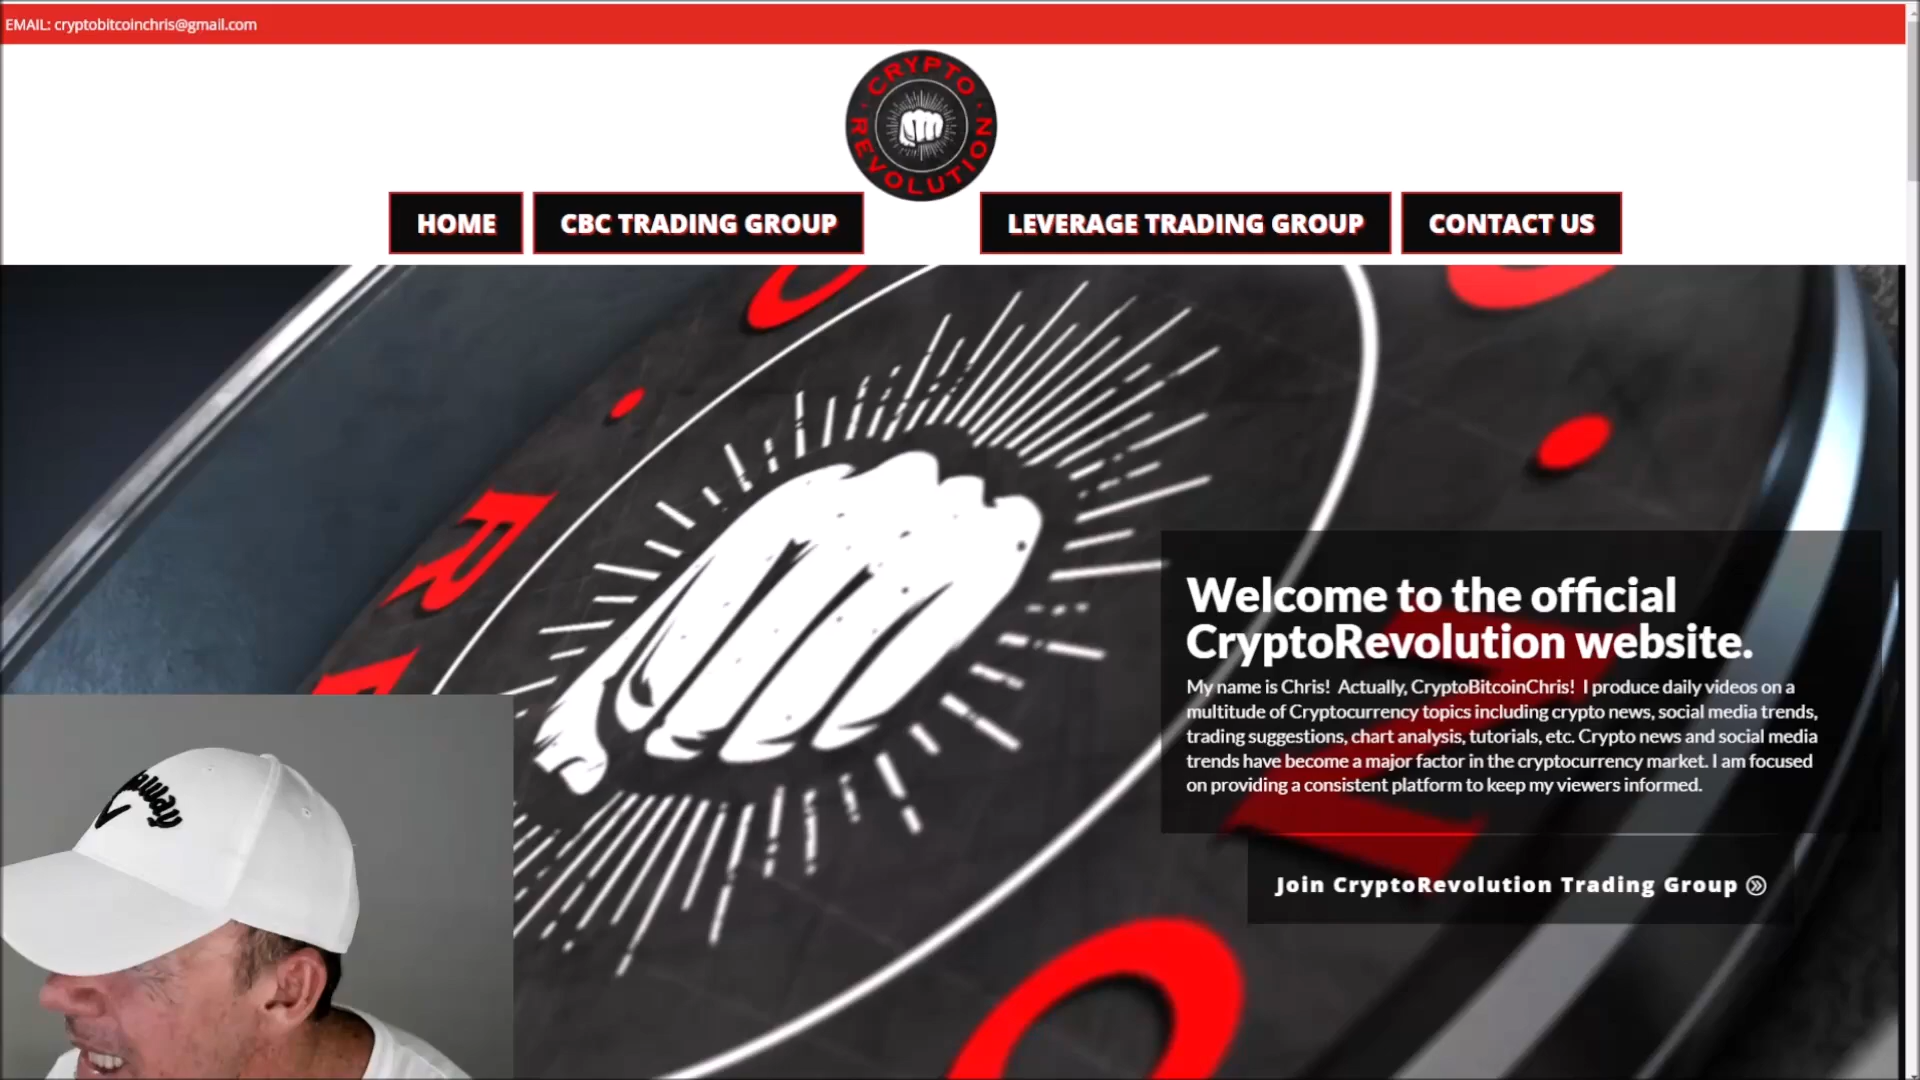 EMAIL: cryptobitcoinchris@gmail.com
CRYPTO
REVOLUTION
HOME
CBC TRADING GROUP
LEVERAGE TRADING GROUP
CONTACT US
Welcome to the official
CryptoRevolution website.
My name is Chris!  Actually, CryptoBitcoinChris!  I produce daily videos on a
multitude of Cryptocurrency topics including crypto news, social media trends,
trading suggestions, chart analysis, tutorials, etc. Crypto news and social media
trends have become a major factor in the cryptocurrency market. I am focused
on providing a consistent platform to keep my viewers informed.
Join CryptoRevolution Trading Group